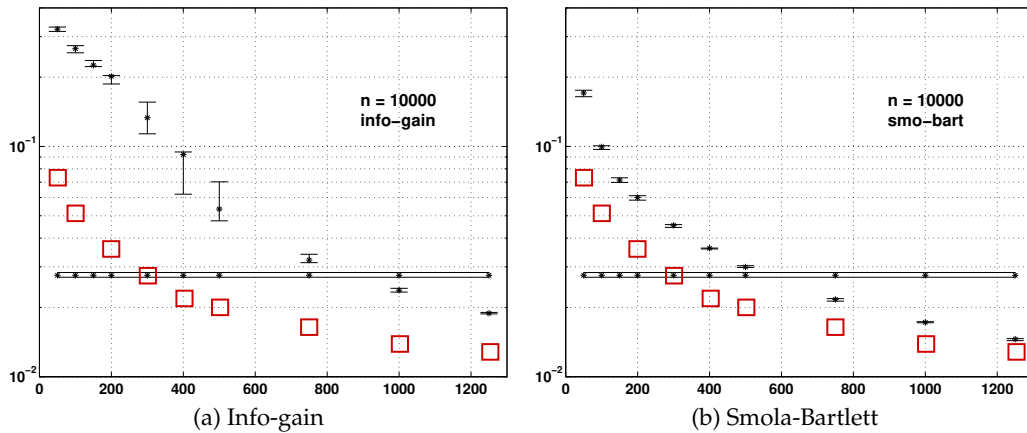 10^-1
10^-2
n = 10000
info-gain
0 200 400 600 800 1000 1200
(a) Info-gain
10^-1
10^-2
n = 10000
smo-bart
0 200 400 600 800 1000 1200
(b) Smola-Bartlett